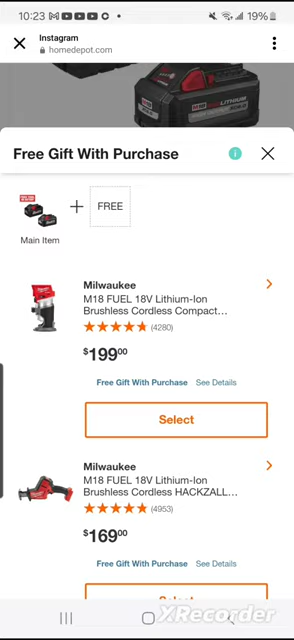 10:23
19%
Instagram
homedepot.com
Free Gift With Purchase
i
FREE
Main Item
Milwaukee
M18 FUEL 18V Lithium-Ion
Brushless Cordless Compact...
(4280)
$199⁰⁰
Free Gift With Purchase See Details
Select
Milwaukee
M18 FUEL 18V Lithium-Ion
Brushless Cordless HACKZALL...
(4953)
$169⁰⁰
Free Gift With Purchase See Details
Select
XRecorder